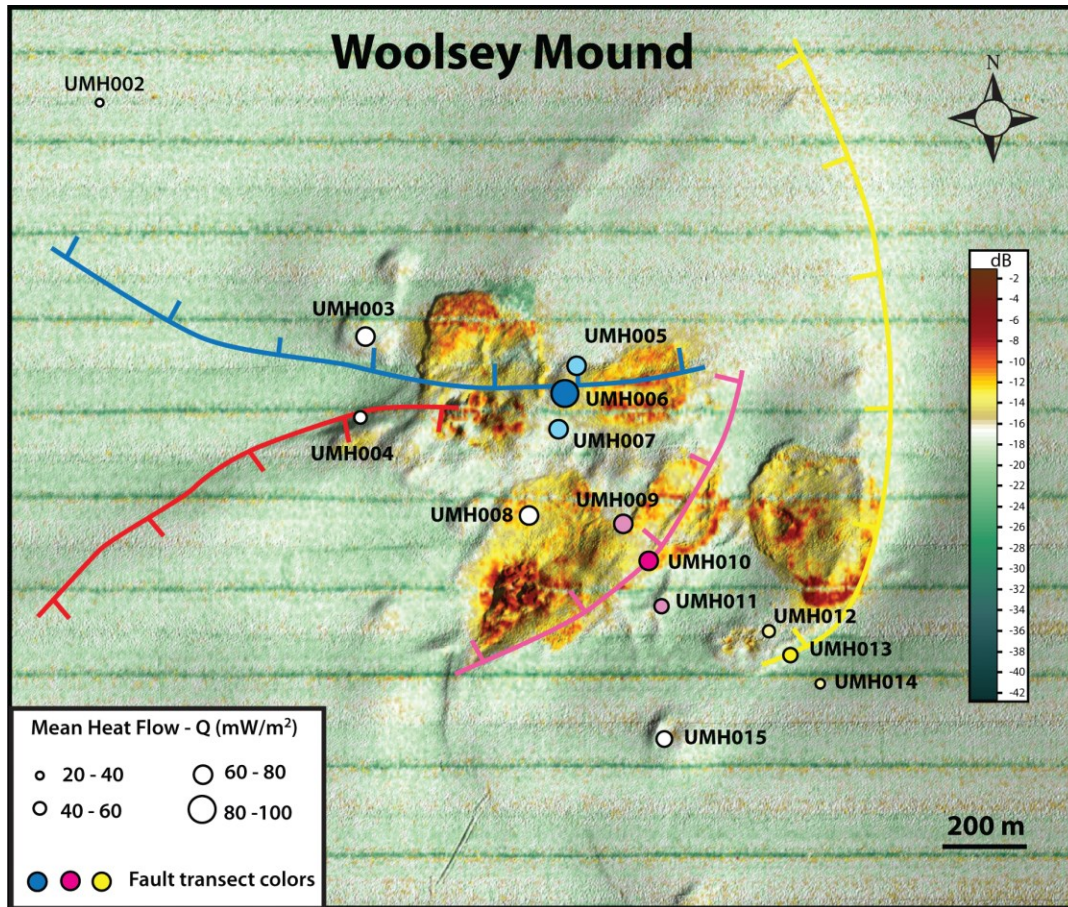 Woolsey Mound
N
UMH002
dB
-2
-4
-6
-8
-10
-12
-14
-16
-18
-20
-22
-24
-26
-28
-30
-32
-34
-36
-38
-40
-42
UMH003
UMH005
UMH006
UMH004
UMH007
UMH009
UMH008
UMH010
UMH011
UMH012
UMH013
UMH014
UMH015
Mean Heat Flow - Q (mW/m²)
20 - 40
60 - 80
40 - 60
80 -100
Fault transect colors
200 m